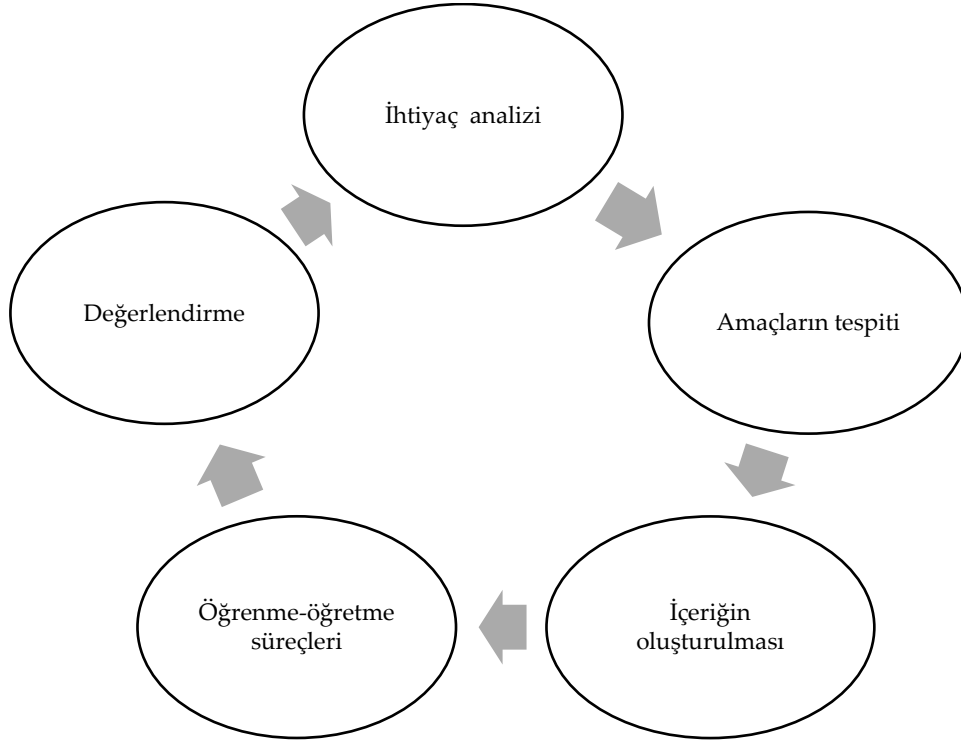 İhtiyaç analizi
Amaçların tespiti
İçeriğin
oluşturulması
Öğrenme-öğretme
süreçleri
Değerlendirme